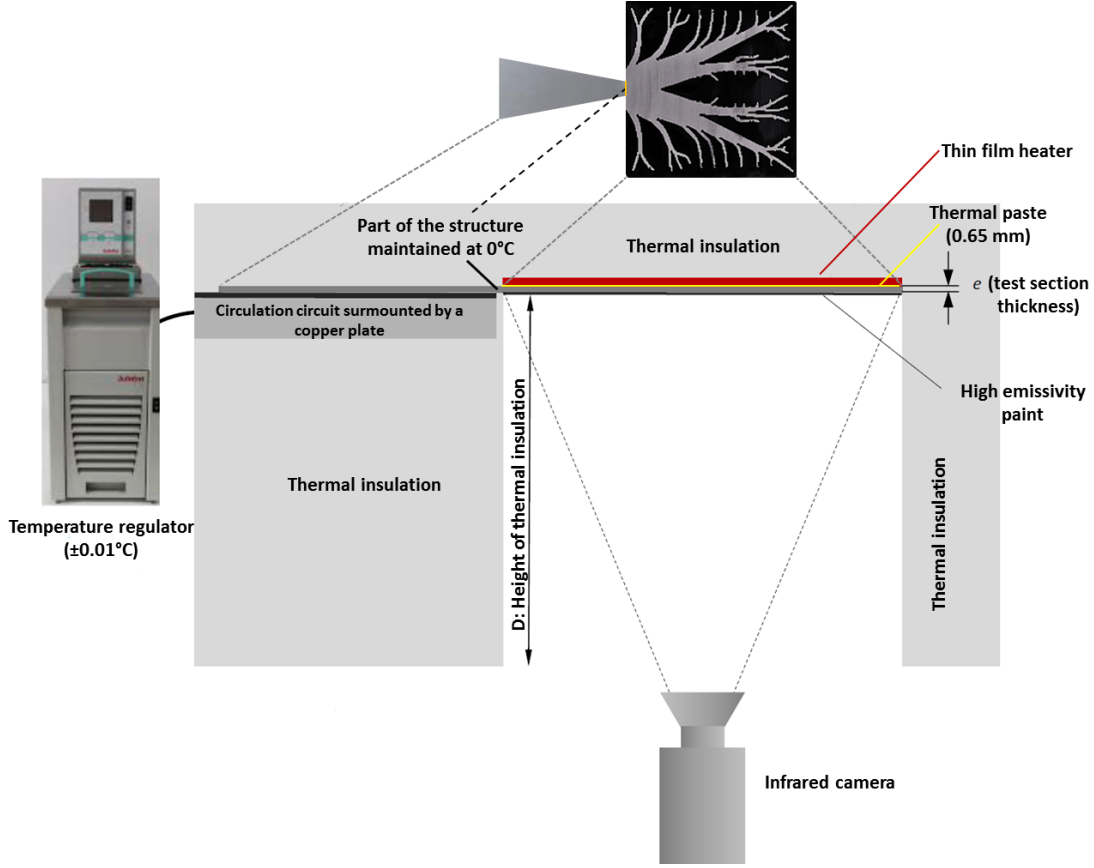 Thin film heater
Thermal paste
(0.65 mm)
Part of the structure
maintained at 0°C
Thermal insulation
e (test section
thickness)
Circulation circuit surmounted by a
copper plate
High emissivity
paint
D: Height of thermal insulation
Thermal insulation
Thermal insulation
Temperature regulator
(±0.01°C)
Infrared camera